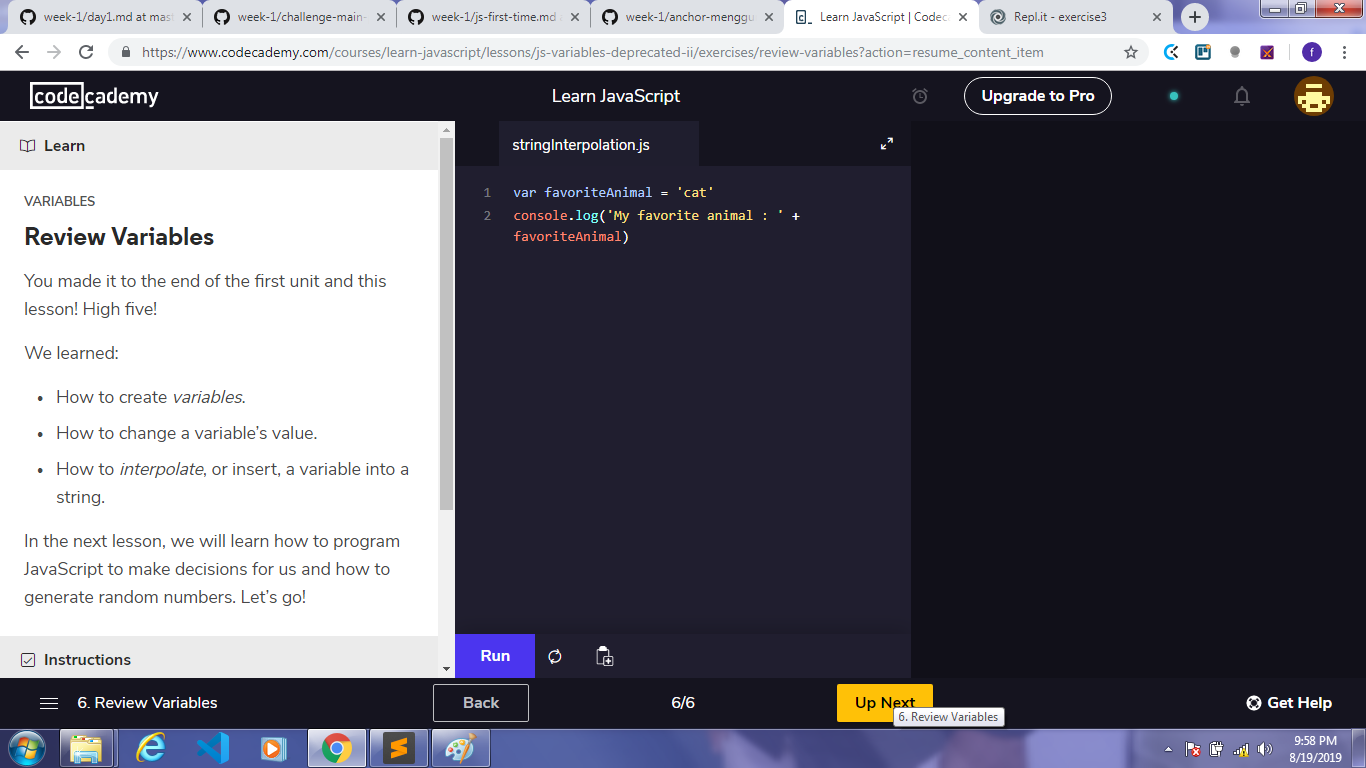 week-1/day1.md at mast
week-1/challenge-main-
week-1/js-first-time.md
week-1/anchor-menggu
Learn JavaScript | Codec
Repl.it - exercise3
https://www.codecademy.com/courses/learn-javascript/lessons/js-variables-deprecated-ii/exercises/review-variables?action=resume_content_item
f
codecademy
Learn JavaScript
Upgrade to Pro
Learn
stringInterpolation.js
VARIABLES
Review Variables
You made it to the end of the first unit and this
lesson! High five!
We learned:
• How to create variables.
• How to change a variable’s value.
• How to interpolate, or insert, a variable into a
string.
In the next lesson, we will learn how to program
JavaScript to make decisions for us and how to
generate random numbers. Let’s go!
Instructions
1 var favoriteAnimal = 'cat'
2 console.log('My favorite animal : ' +
favoriteAnimal)
Run
6. Review Variables
Back
6/6
Up Next
6. Review Variables
Get Help
9:58 PM
8/19/2019